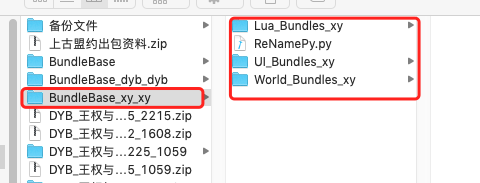 备份文件
上古盟约出包资料.zip
BundleBase
BundleBase_dyb_dyb
BundleBase_xy_xy
DYB_王权与...5_2215.zip
DYB_王权与...2_1608.zip
DYB_王权与...225_1059
DYB_王权与...5_1059.zip
Lua_Bundles_xy
ReNamePy.py
UI_Bundles_xy
World_Bundles_xy